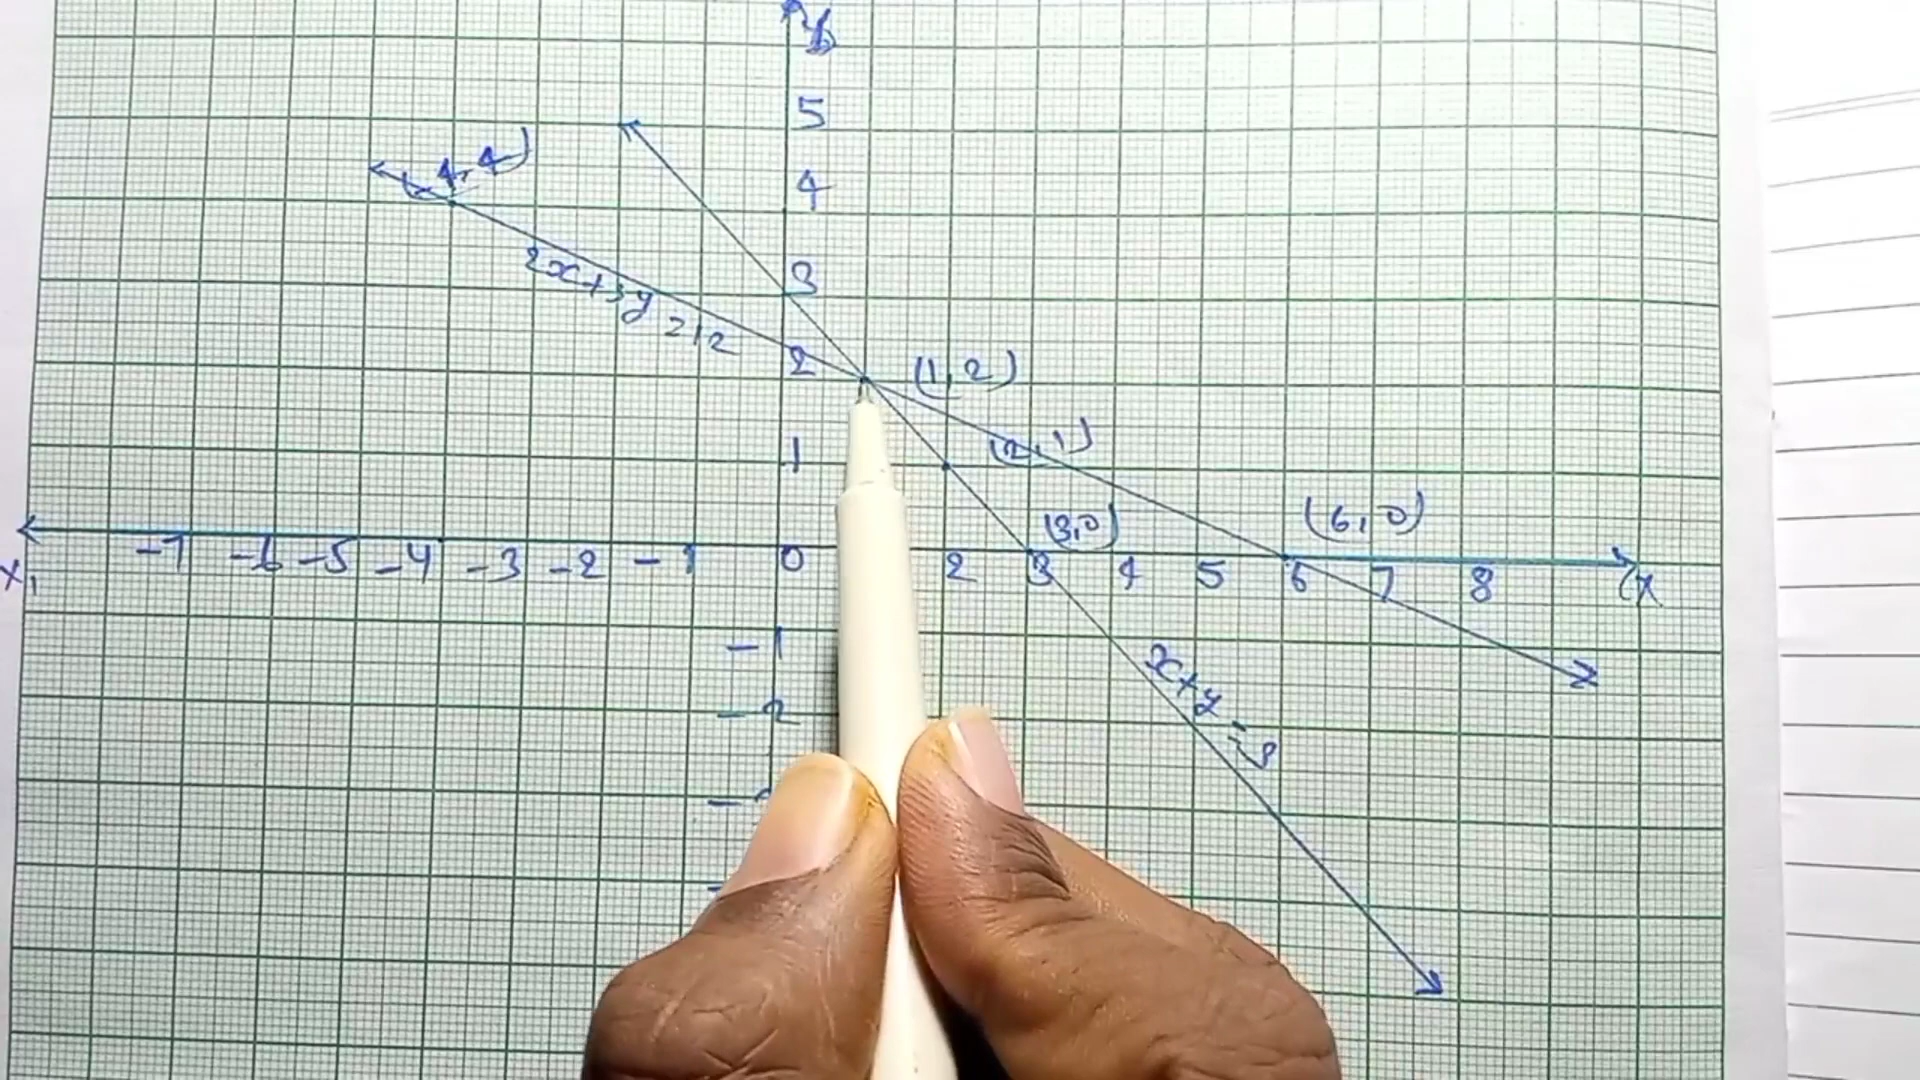 y
5
(-4,4)
4
3
2x+5y=12
2
(1,2)
1
(2,1)
(3,0)
(6,0)
-7 -6 -5 -4 -3 -2 -1 0 2 3 4 5 6 7 8
x1
x
-1
x+y=3
-2